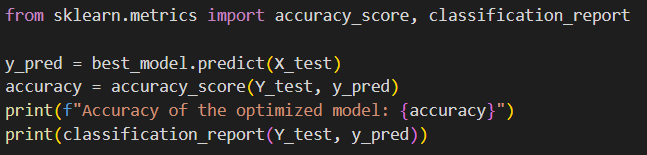 from sklearn.metrics import accuracy_score, classification_report
y_pred = best_model.predict(X_test)
accuracy = accuracy_score(Y_test, y_pred)
print(f"Accuracy of the optimized model: {accuracy}")
print(classification_report(Y_test, y_pred))